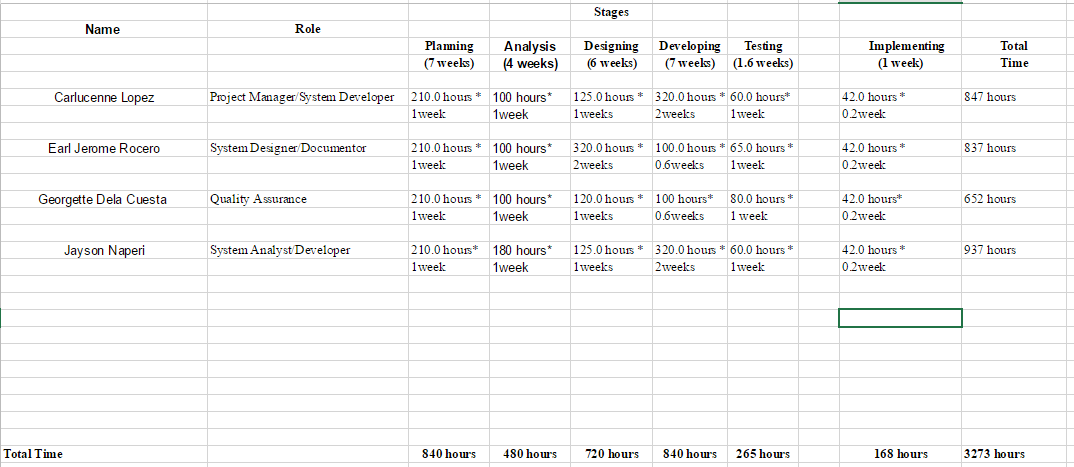 Stages
Name Role
Planning Analysis Designing Developing Testing Implementing Total
(7 weeks) (4 weeks) (6 weeks) (7 weeks) (1.6 weeks) (1 week) Time
Carlucenne Lopez Project Manager/System Developer 210.0 hours * 100 hours* 125.0 hours * 320.0 hours * 60.0 hours* 42.0 hours * 847 hours
1week 1week 1weeks 2weeks 1week 0.2week
Earl Jerome Rocero System Designer/Documentor 210.0 hours * 100 hours* 320.0 hours * 100.0 hours * 65.0 hours * 42.0 hours * 837 hours
1week 1week 2weeks 0.6weeks 1week 0.2week
Georgette Dela Cuesta Quality Assurance 210.0 hours * 100 hours* 120.0 hours * 100 hours* 80.0 hours * 42.0 hours* 652 hours
1week 1week 1weeks 0.6weeks 1 week 0.2week
Jayson Naperi System Analyst/Developer 210.0 hours* 180 hours* 125.0 hours * 320.0 hours * 60.0 hours * 42.0 hours * 937 hours
1week 1week 1weeks 2weeks 1week 0.2week
Total Time 840 hours 480 hours 720 hours 840 hours 265 hours 168 hours 3273 hours